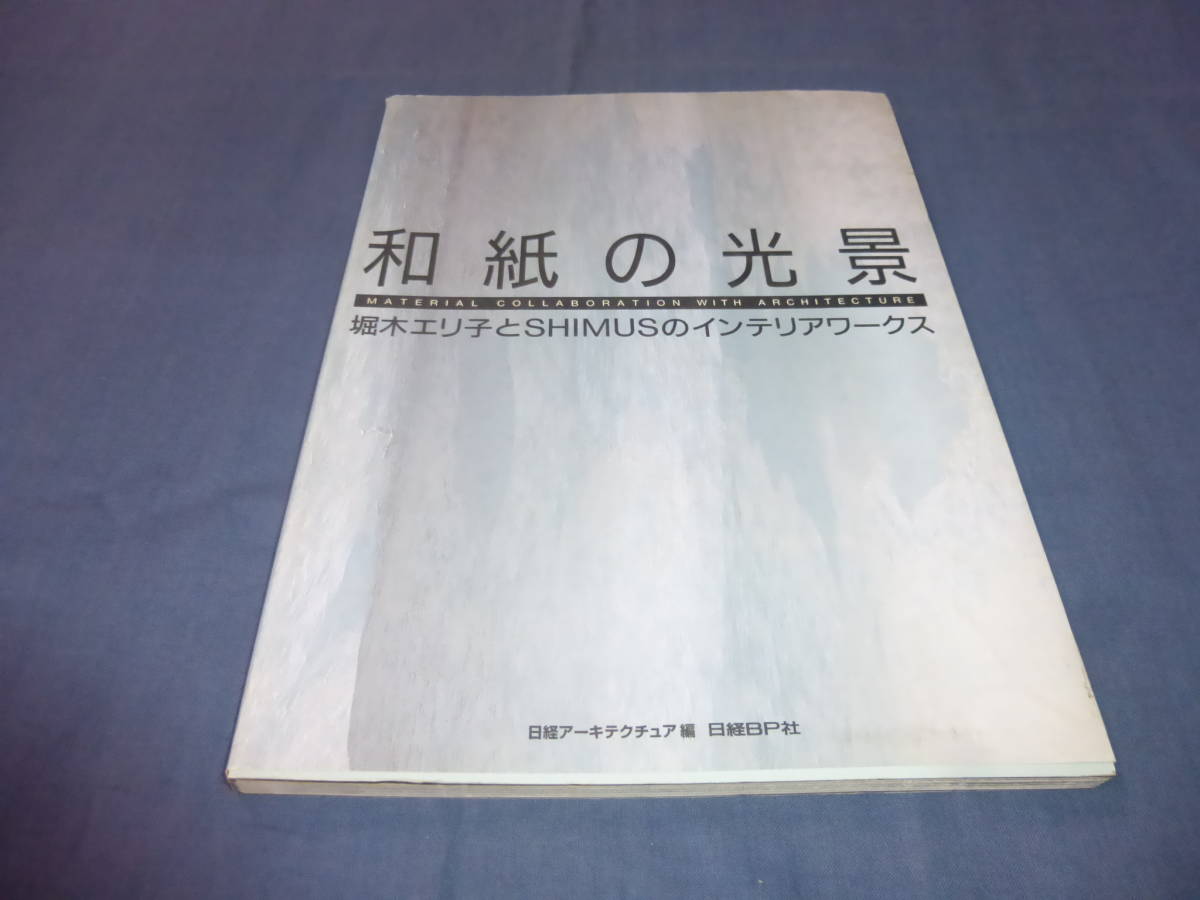 和紙の光景
MATERIAL COLLABORATION WITH ARCHITECTURE
堀木エリ子とSHIMUSのインテリアワークス
日経アーキテクチュア編 日経BP社